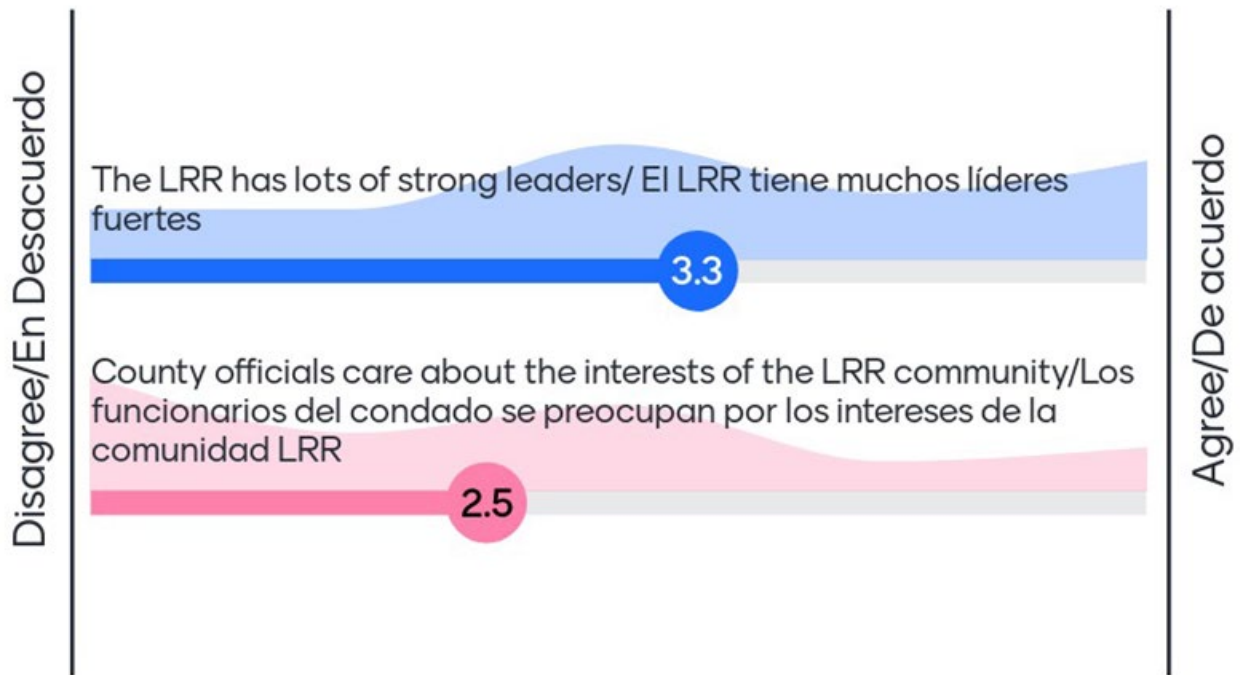 Disagree/En Desacuerdo
The LRR has lots of strong leaders/ El LRR tiene muchos líderes
fuertes
3.3
County officials care about the interests of the LRR community/Los
funcionarios del condado se preocupan por los intereses de la
comunidad LRR
2.5
Agree/De acuerdo